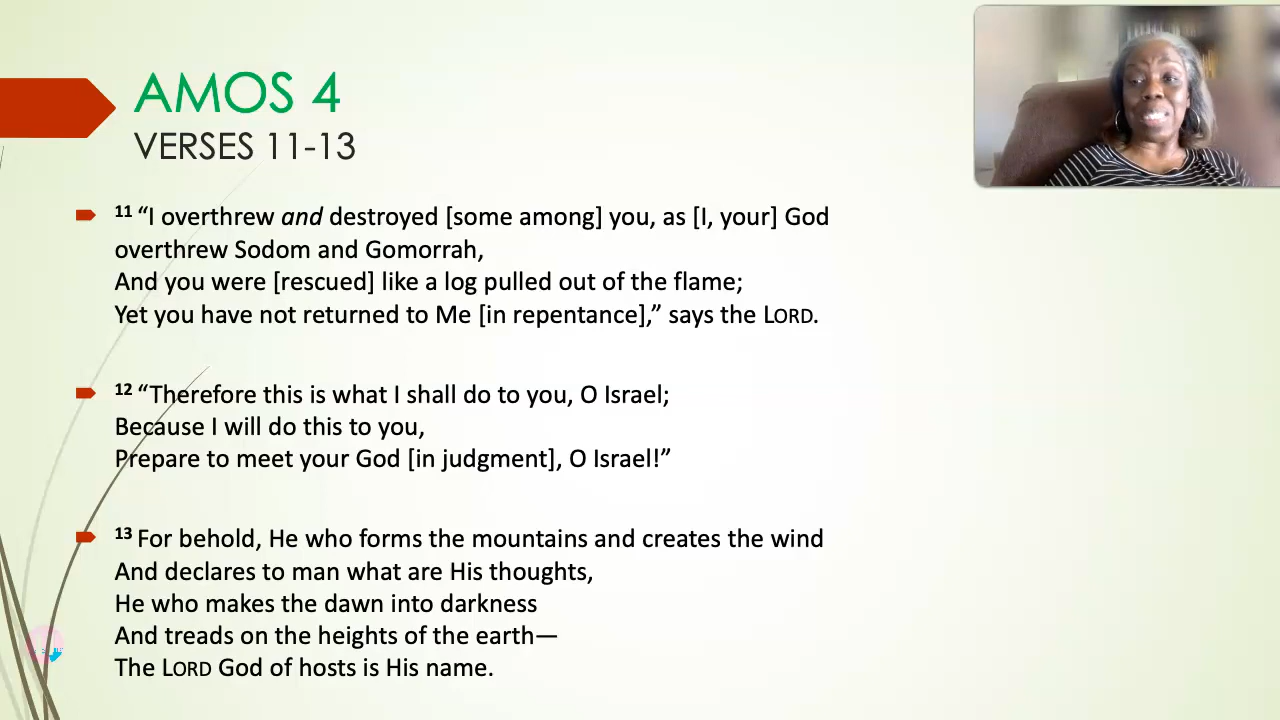 AMOS 4
VERSES 11-13
11 “I overthrew and destroyed [some among] you, as [I, your] God
overthrew Sodom and Gomorrah,
And you were [rescued] like a log pulled out of the flame;
Yet you have not returned to Me [in repentance],” says the LORD.
12 “Therefore this is what I shall do to you, O Israel;
Because I will do this to you,
Prepare to meet your God [in judgment], O Israel!”
13 For behold, He who forms the mountains and creates the wind
And declares to man what are His thoughts,
He who makes the dawn into darkness
And treads on the heights of the earth—
The LORD God of hosts is His name.